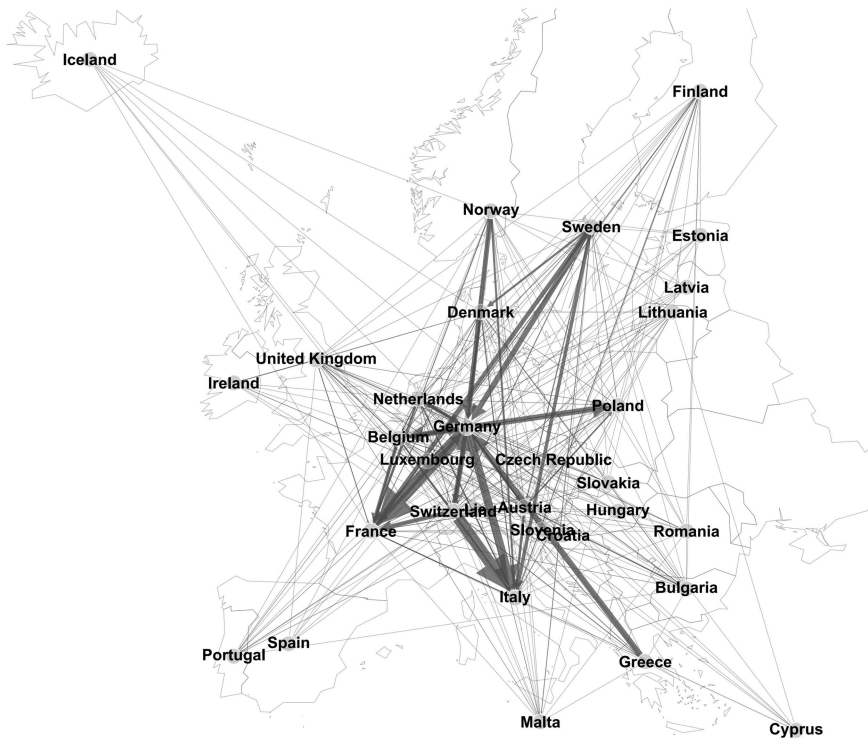 Iceland
Finland
Norway
Sweden
Estonia
Latvia
Denmark
Lithuania
United Kingdom
Ireland
Netherlands
Poland
Germany
Belgium
Luxembourg
Czech Republic
Slovakia
Switzerland
Austria
Hungary
France
Slovenia
Croatia
Romania
Bulgaria
Italy
Spain
Portugal
Greece
Malta
Cyprus